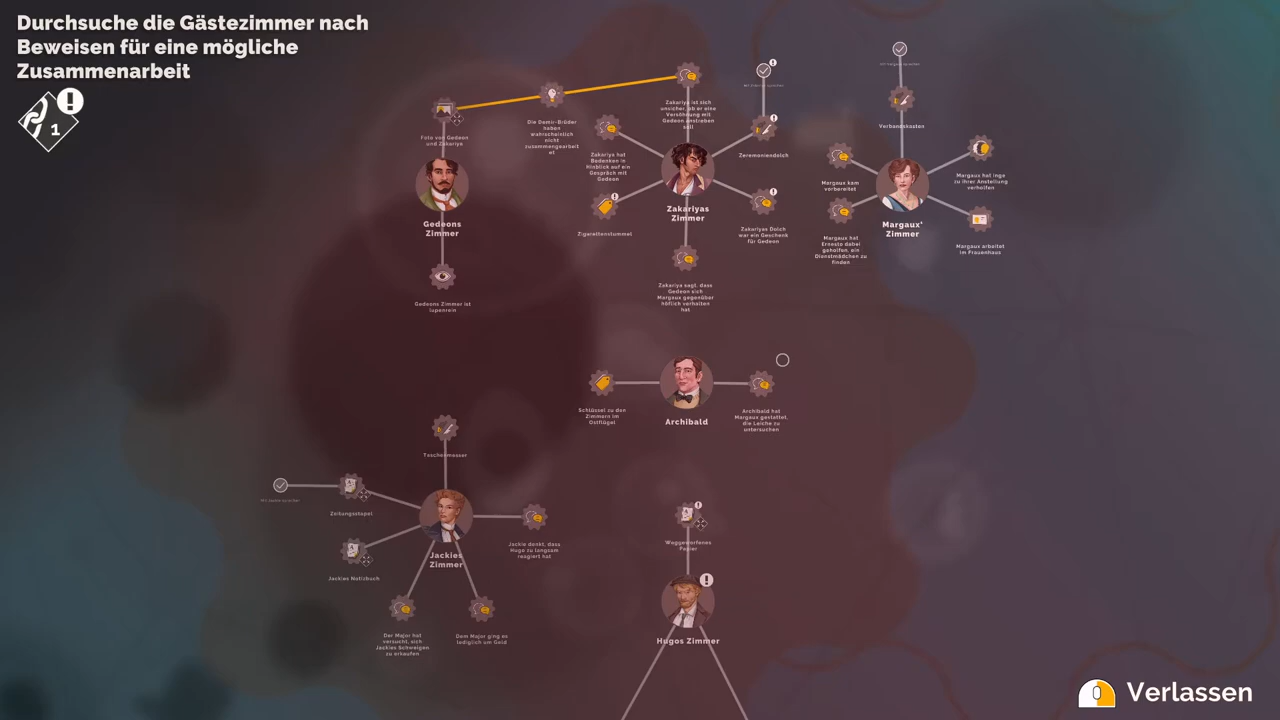 Durchsuche die Gästezimmer nach
Beweisen für eine mögliche
Zusammenarbeit
1
Foto von Gedeon
und Zakariya
Gedeons
Zimmer
Gedeons Zimmer ist
lupenrein
Die Demir-Brüder
haben
wahrscheinlich
nicht
zusammengearbeit
et
Zakariya ist sich
unsicher, ob er eine
Versöhnung mit
Gedeon anstreben
soll
Zakariya hat
Bedenken in
Hinblick auf ein
Gespräch mit
Gedeon
Zigarettenstummel
Zakariyas
Zimmer
Zeremoniendolch
Zakariyas Dolch
war ein Geschenk
für Gedeon
Zakariya sagt, dass
Gedeon sich
Margaux gegenüber
höflich verhalten
hat
Verbandskasten
Margaux kam
vorbereitet
Margaux hat
Ernesto dabei
geholfen, ein
Dienstmädchen zu
finden
Margaux'
Zimmer
Margaux hat Inge
zu ihrer Anstellung
verholfen
Margaux arbeitet
im Frauenhaus
Schlüssel zu den
Zimmern im
Ostflügel
Archibald
Archibald hat
Margaux gestattet,
die Leiche zu
untersuchen
Taschenmesser
Zeitungsstapel
Jackies Notizbuch
Jackies
Zimmer
Jackie denkt, dass
Hugo zu langsam
reagiert hat
Der Major hat
versucht, sich
Jackies Schweigen
zu erkaufen
Dem Major ging es
lediglich um Geld
Weggeworfenes
Papier
Hugos Zimmer
Verlassen